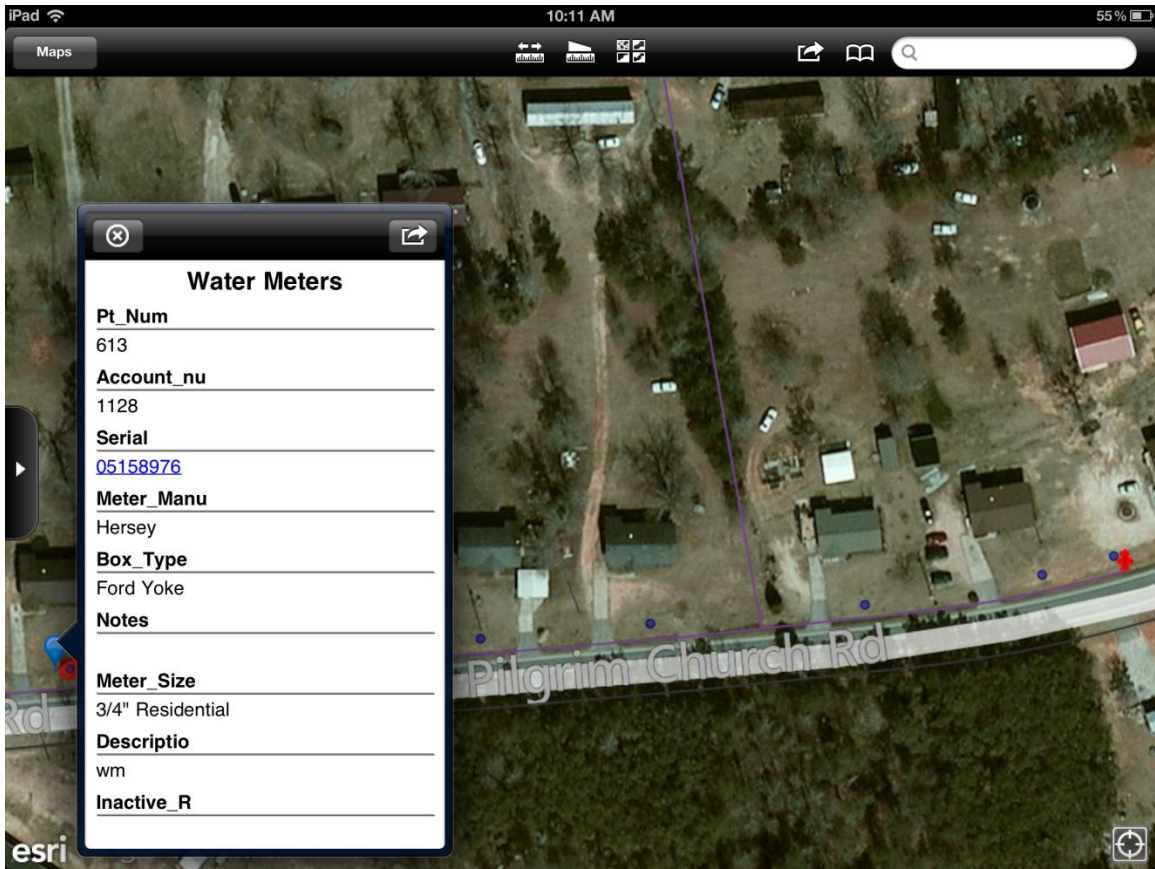 iPad 10:11 AM 55%
Maps
Water Meters
Pt_Num
613
Account_nu
1128
Serial
05158976
Meter_Manu
Hersey
Box_Type
Ford Yoke
Notes
Meter_Size
3/4" Residential
Descriptio
wm
Inactive_R
Rd
Pilgrim Church Rd
esri